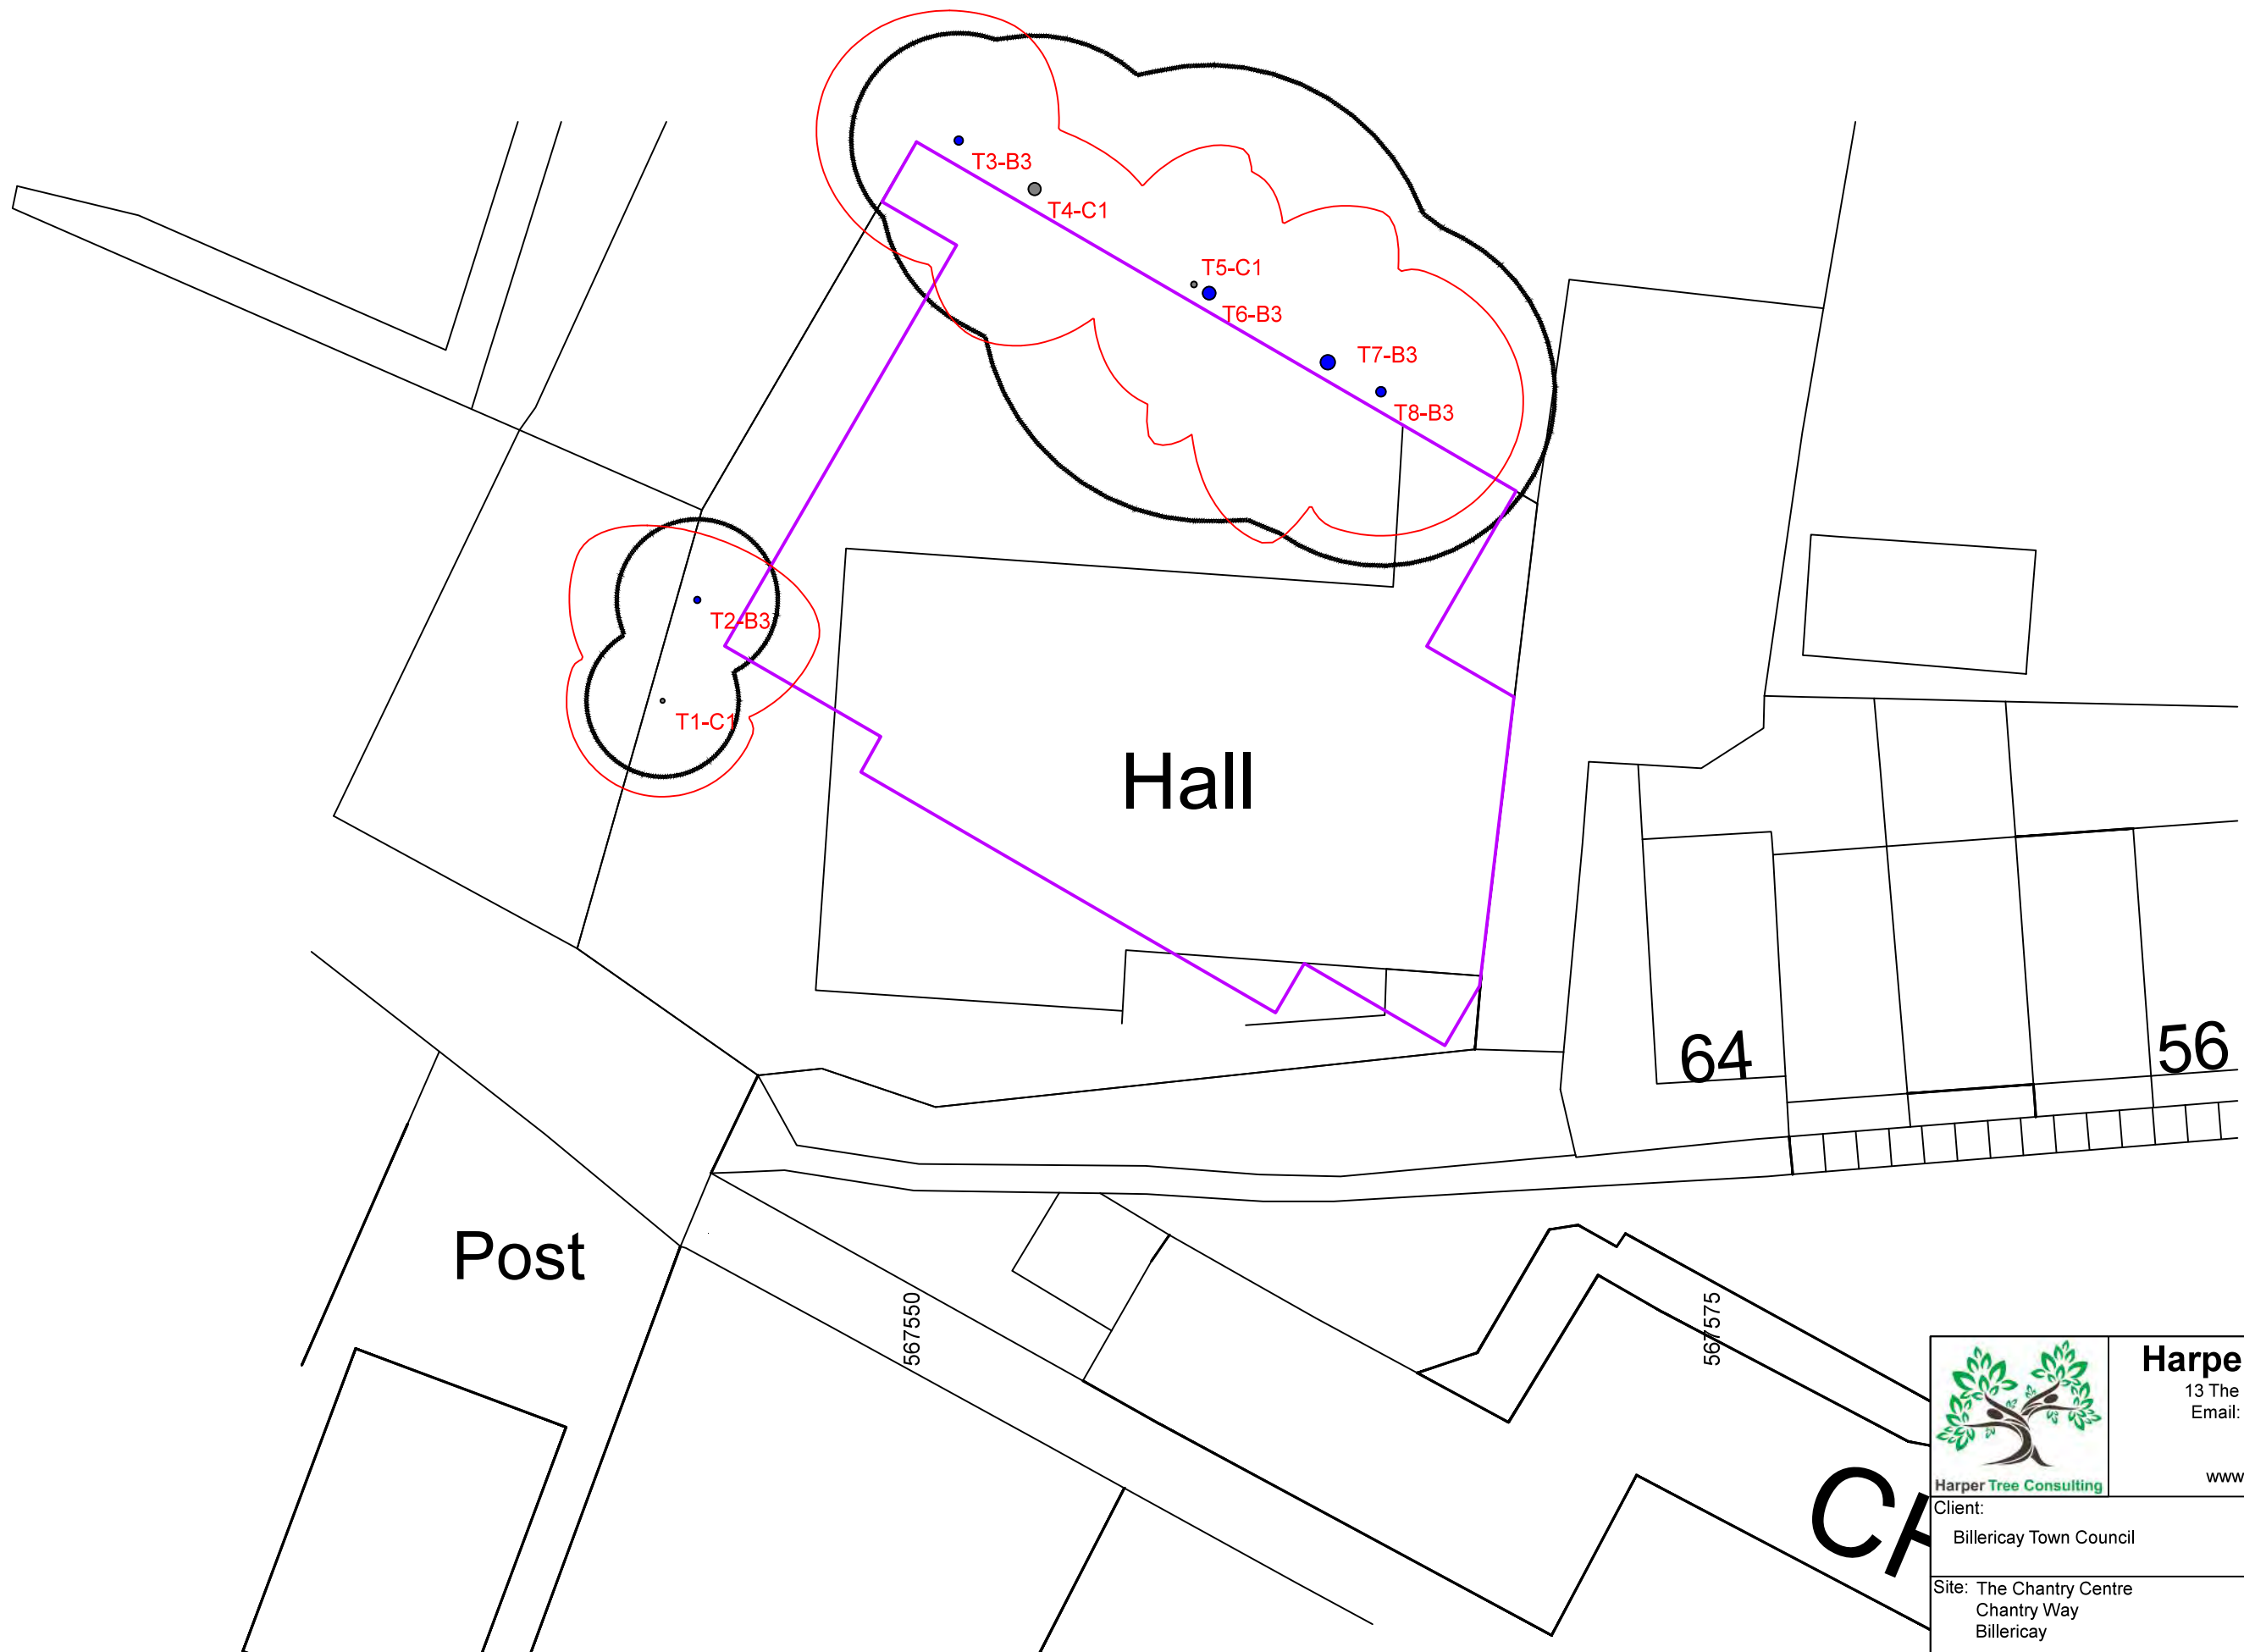 T3-B3
T4-C1
T5-C1
T6-B3
T7-B3
T8-B3
T2-B3
T1-C1
Hall
64
56
Post
567550
567575
CH
Harpe
13 The
Email:
www
Harper Tree Consulting
Client:
Billericay Town Council
Site: The Chantry Centre
Chantry Way
Billericay